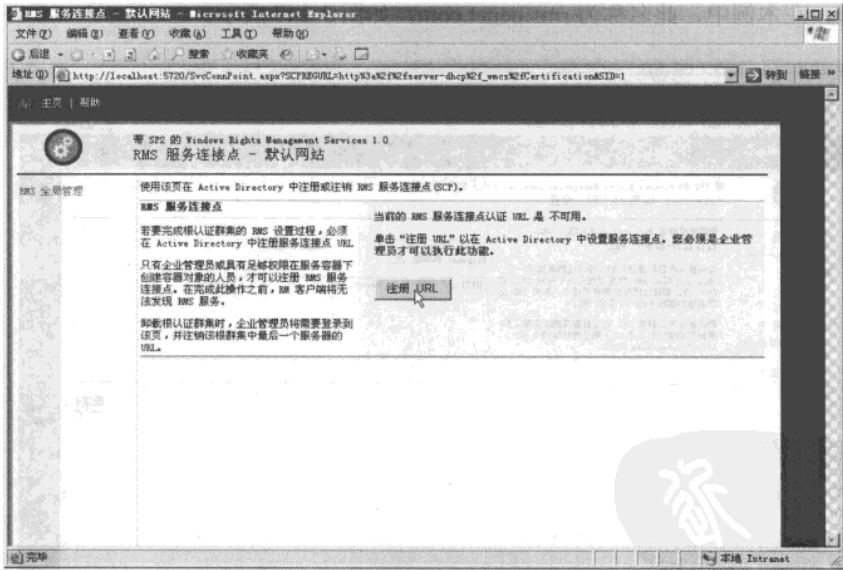 RMS 服务连接点 - 默认网站 - Microsoft Internet Explorer
文件(F) 编辑(E) 查看(V) 收藏(A) 工具(T) 帮助(H)
后退 搜索 收藏夹
地址(D) http://localhost:5720/SvcConnPoint.aspx?SCPREGURL=http%3a%2f%2fserver-dhcp%2f_wmcs%2fCertification&SID=1 转到 链接 »
主页 | 帮助
带 SP2 的 Windows Rights Management Services 1.0
RMS 服务连接点 - 默认网站
RMS 全局管理
使用该页在 Active Directory 中注册或注销 RMS 服务连接点(SCP)。
RMS 服务连接点
若要完成根认证群集的 RMS 设置过程，必须
在 Active Directory 中注册服务连接点 URL
只有企业管理员或具有足够权限在服务容器下
创建容器对象的人员，才可以注册 RMS 服务
连接点。在完成此操作之前，RM 客户端将无
法发现 RMS 服务。
卸载根认证群集时，企业管理员将需要登录到
该页，并注销该根群集中最后一个服务器的
URL。
当前的 RMS 服务连接点认证 URL 是 不可用。
单击“注册 URL”以在 Active Directory 中设置服务连接点。您必须是企业管
理员才可以执行此功能。
注册 URL
完毕
本地 Intranet